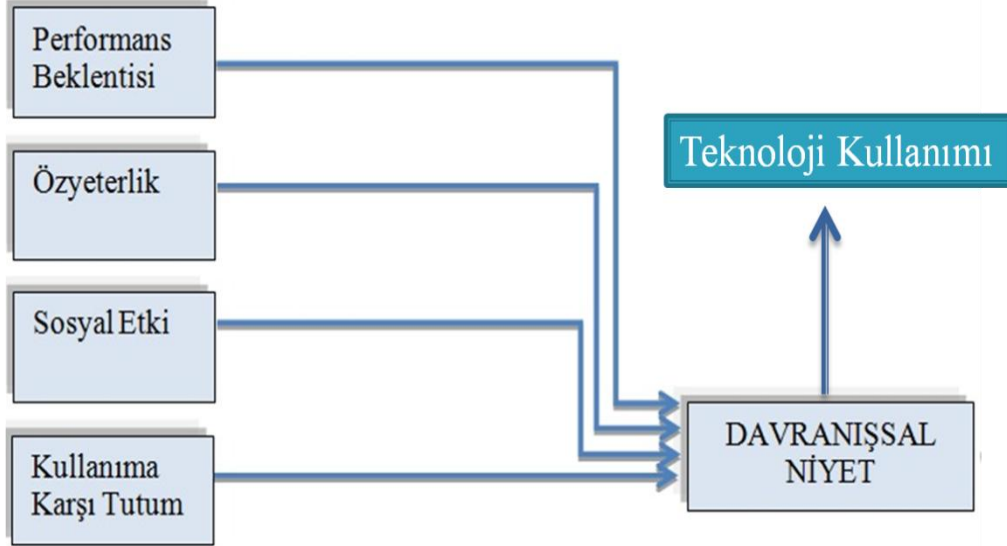 Performans
Beklentisi
Özyeterlik
Sosyal Etki
Kullanıma
Karşı Tutum
Teknoloji Kullanımı
DAVRANIŞSAL
NİYET